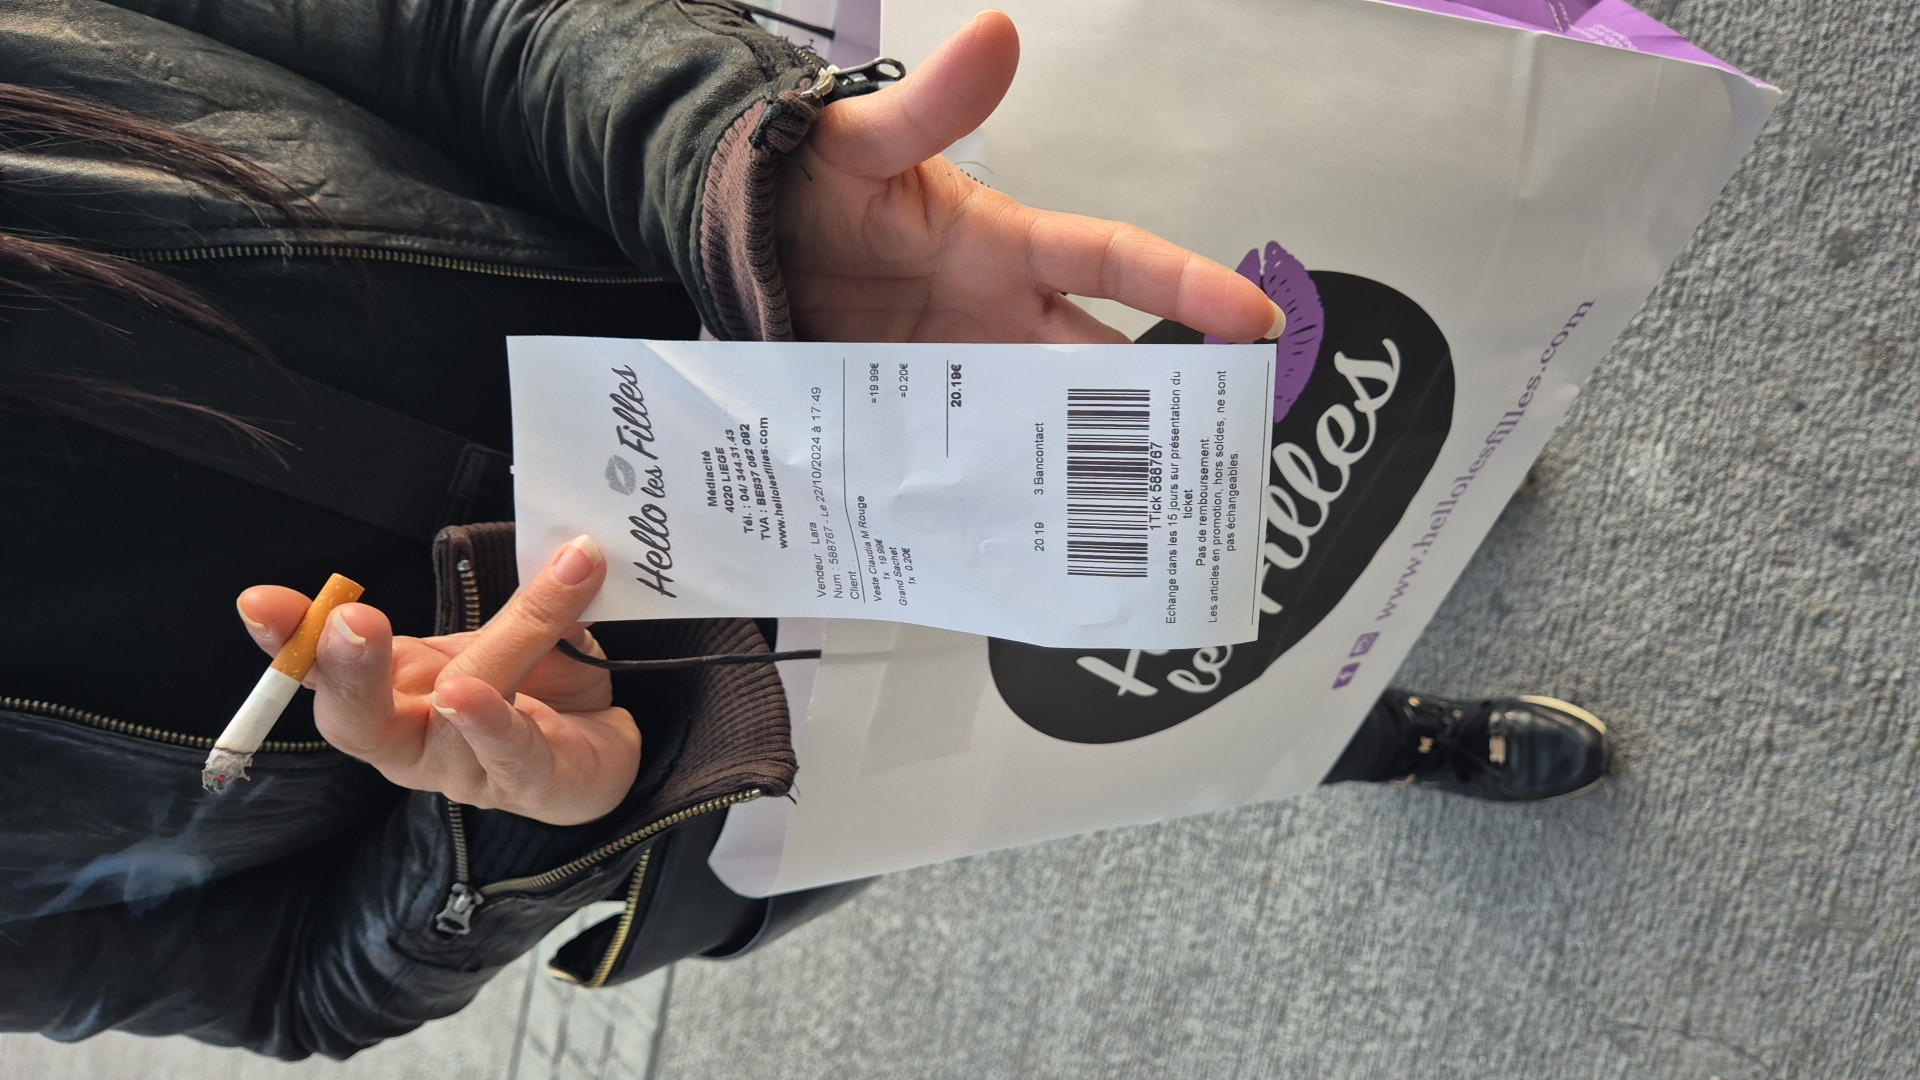 Hello les Filles
Médiacité
4020 LIEGE
Tél. : 04/ 344.31.43
TVA : BE837 062 092
www.hellolesfilles.com
Vendeur : Lara
Num : 588767 - Le 22/10/2024 à 17:49
Client :
Veste Claudia M Rouge
1x 19.99€ =19.99€
Grand Sachet
1x 0.20€ =0.20€
20.19€
20.19 3 Bancontact
1Tick 588767
Echange dans les 15 jours sur présentation du
ticket
Pas de remboursement.
Les articles en promotion, hors soldes, ne sont
pas échangeables.
les Filles
www.hellolesfilles.com